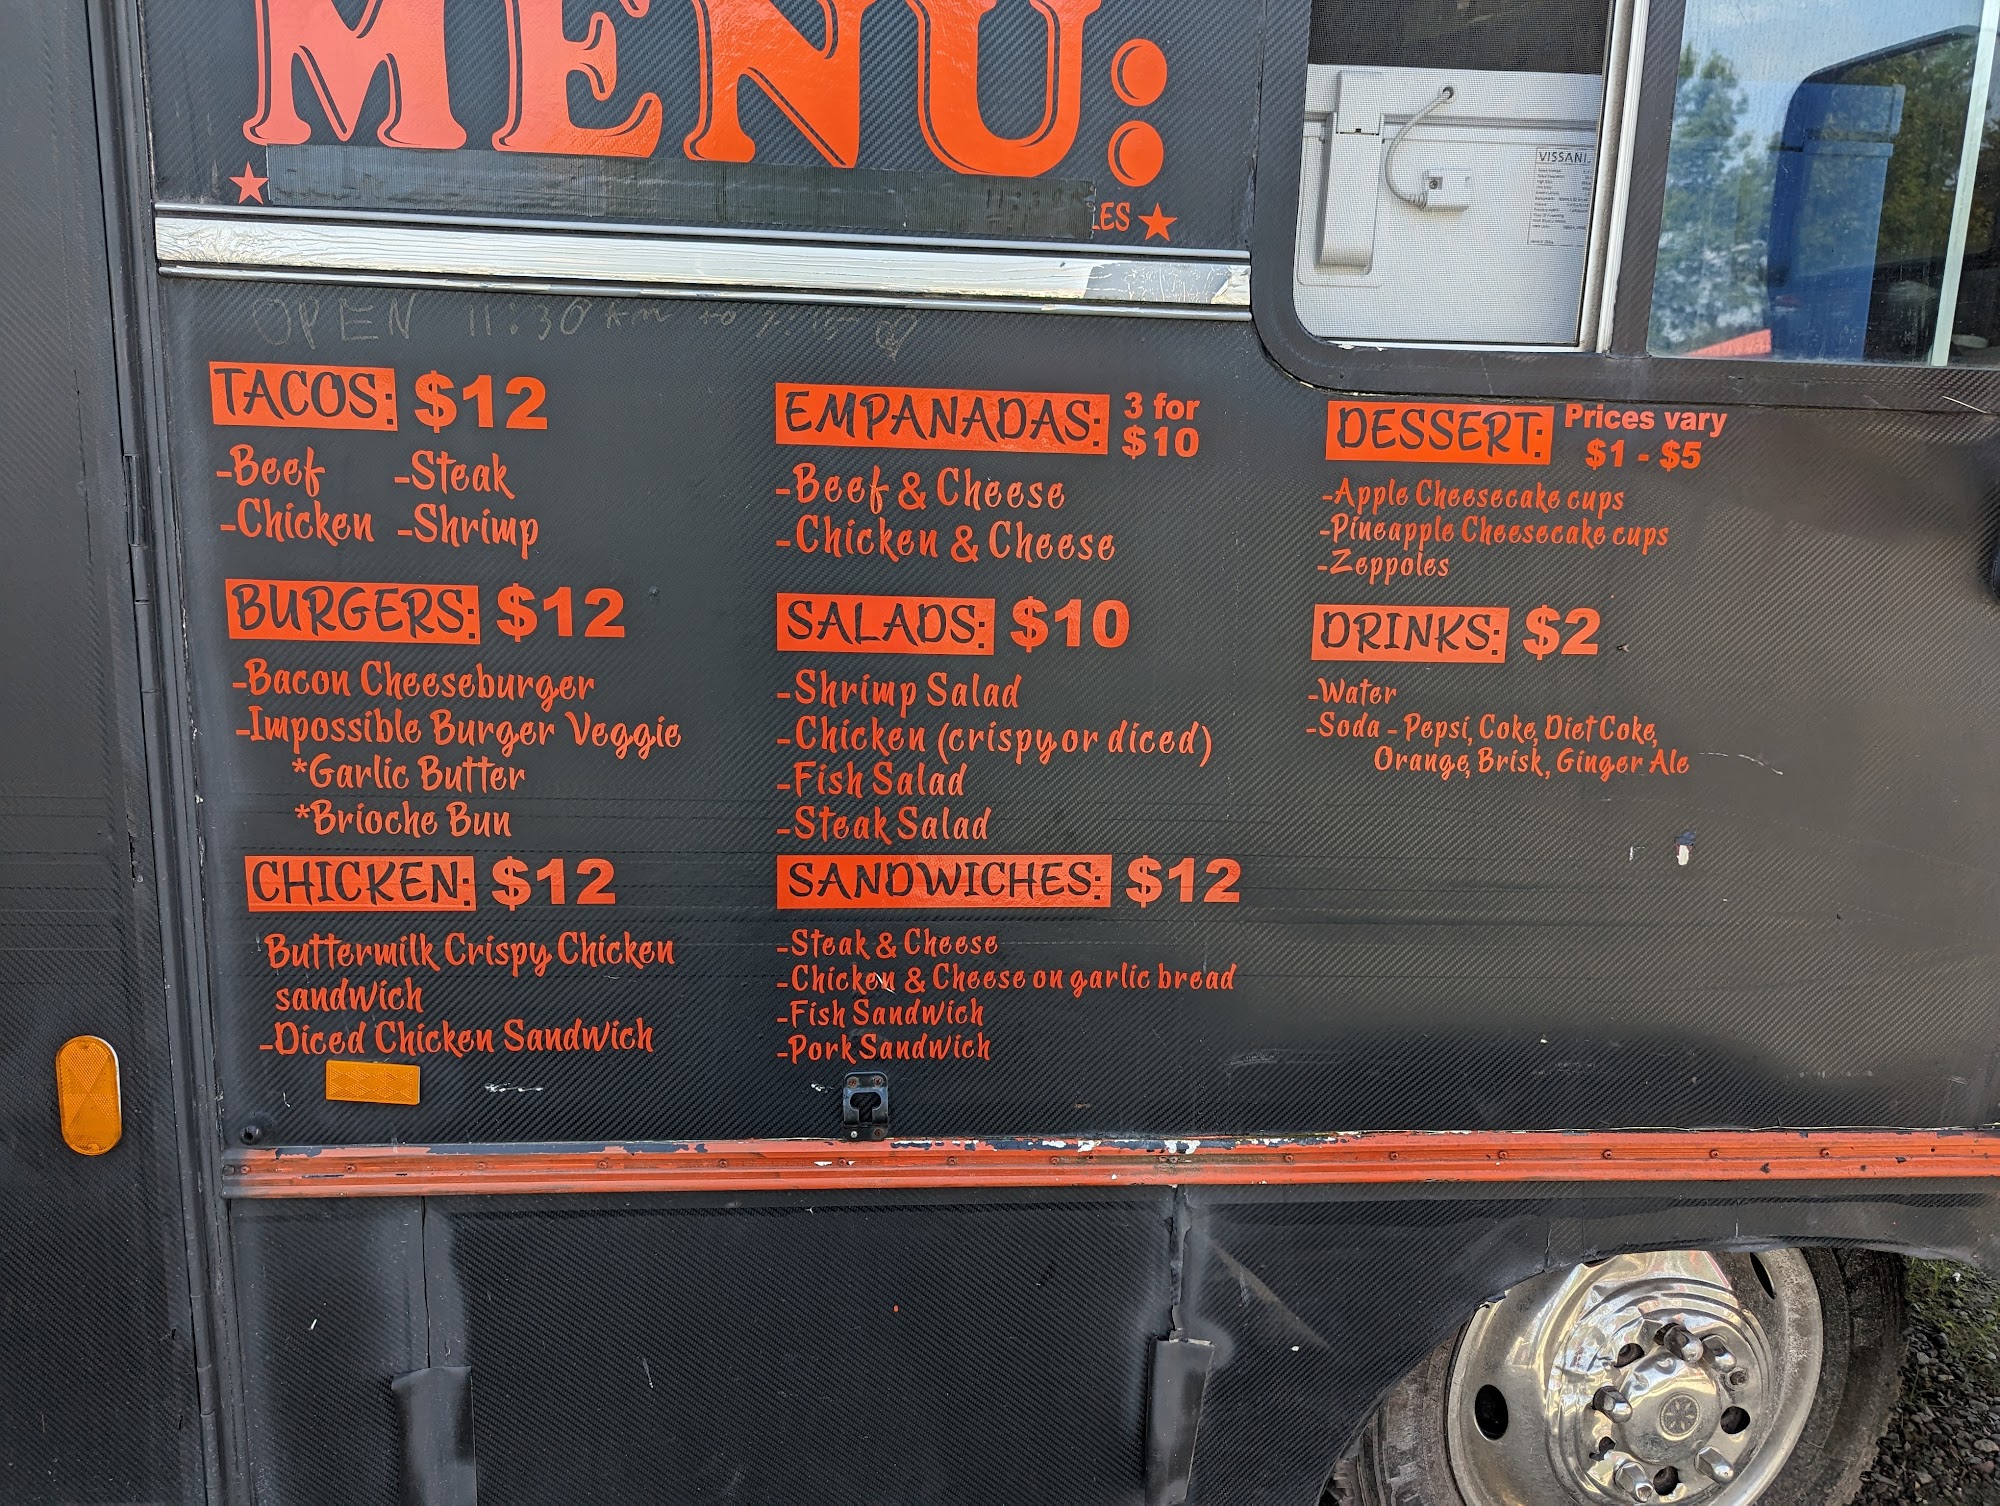 MENU:
LES
VISSANI
OPEN 11:30 AM to
TACOS: $12
-Beef -Steak
-Chicken -Shrimp
BURGERS: $12
-Bacon Cheeseburger
-Impossible Burger Veggie
*Garlic Butter
*Brioche Bun
CHICKEN: $12
Buttermilk Crispy Chicken
sandwich
-Diced Chicken Sandwich
EMPANADAS: 3 for
$10
-Beef & Cheese
-Chicken & Cheese
SALADS: $10
-Shrimp Salad
-Chicken (crispy or diced)
-Fish Salad
-Steak Salad
SANDWICHES: $12
-Steak & Cheese
-Chicken & Cheese on garlic bread
-Fish Sandwich
-Pork Sandwich
DESSERT: Prices vary
$1 - $5
-Apple Cheesecake cups
-Pineapple Cheesecake cups
-Zeppoles
DRINKS: $2
-Water
-Soda - Pepsi, Coke, Diet Coke,
Orange, Brisk, Ginger Ale